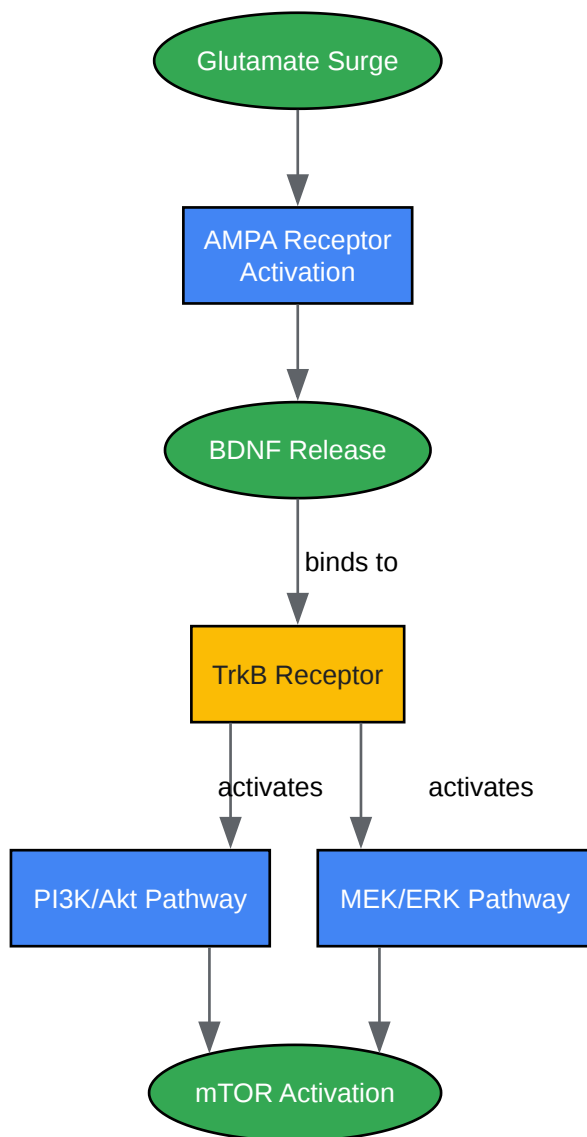 Glutamate Surge
AMPA Receptor
Activation
BDNF Release
binds to
TrkB Receptor
activates
activates
PI3K/Akt Pathway
MEK/ERK Pathway
mTOR Activation